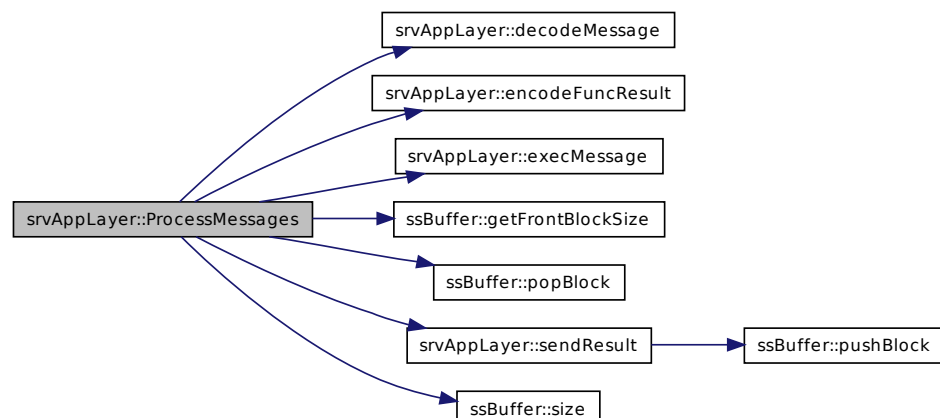 srvAppLayer::decodeMessage
srvAppLayer::encodeFuncResult
srvAppLayer::execMessage
srvAppLayer::ProcessMessages
ssBuffer::getFrontBlockSize
ssBuffer::popBlock
srvAppLayer::sendResult
ssBuffer::pushBlock
ssBuffer::size